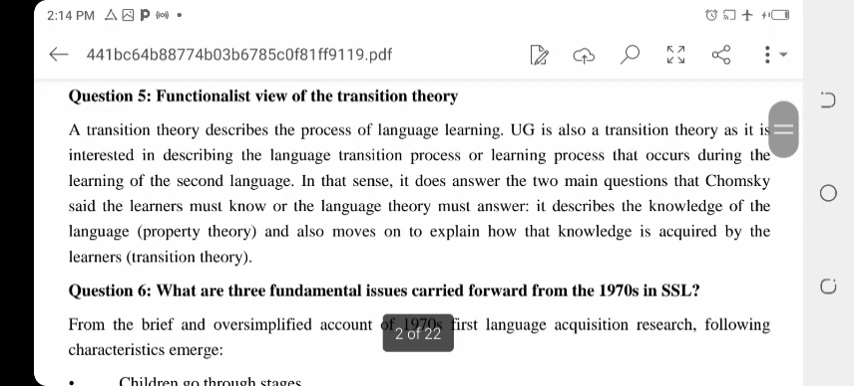 2:14 PM
441bc64b88774b03b6785c0f81ff9119.pdf
Question 5: Functionalist view of the transition theory
A transition theory describes the process of language learning. UG is also a transition theory as it is
interested in describing the language transition process or learning process that occurs during the
learning of the second language. In that sense, it does answer the two main questions that Chomsky
said the learners must know or the language theory must answer: it describes the knowledge of the
language (property theory) and also moves on to explain how that knowledge is acquired by the
learners (transition theory).
Question 6: What are three fundamental issues carried forward from the 1970s in SSL?
From the brief and oversimplified account of 1970s first language acquisition research, following
2 of 22
characteristics emerge:
• Children go through stages